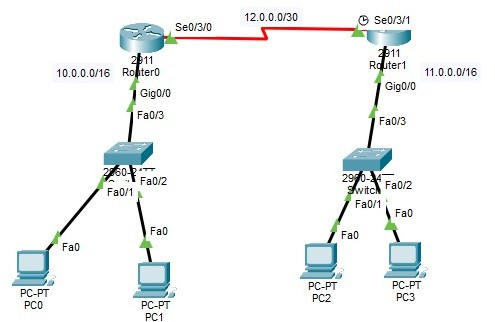 12.0.0.0/30
Se0/3/0
Se0/3/1
2911
Router0
2911
Router1
10.0.0.0/16
11.0.0.0/16
Gig0/0
Gig0/0
Fa0/3
Fa0/3
Fa0/2
Fa0/1
Switch
Fa0/2
Fa0/1
Fa0
Fa0
Fa0
Fa0
PC-PT
PC0
PC-PT
PC1
PC-PT
PC2
PC-PT
PC3